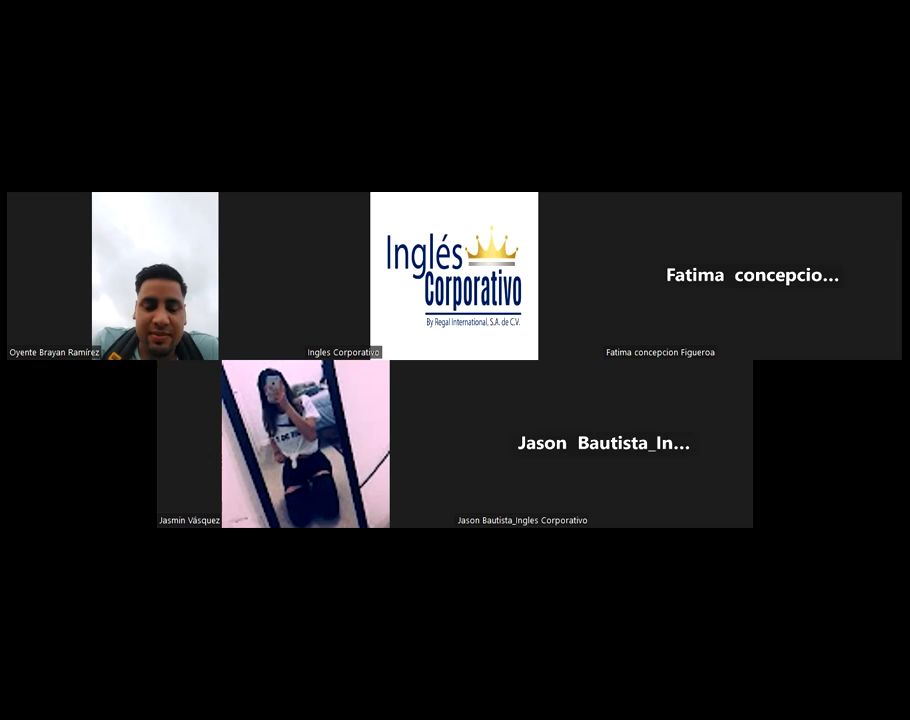 Inglés
Corporativo
By Regal International, S.A. de C.V.
Fatima concepcio...
Oyente Brayan Ramírez
Ingles Corporativo
Fatima concepcion Figueroa
Jason Bautista_In...
Jasmin Vásquez
Jason Bautista_Ingles Corporativo